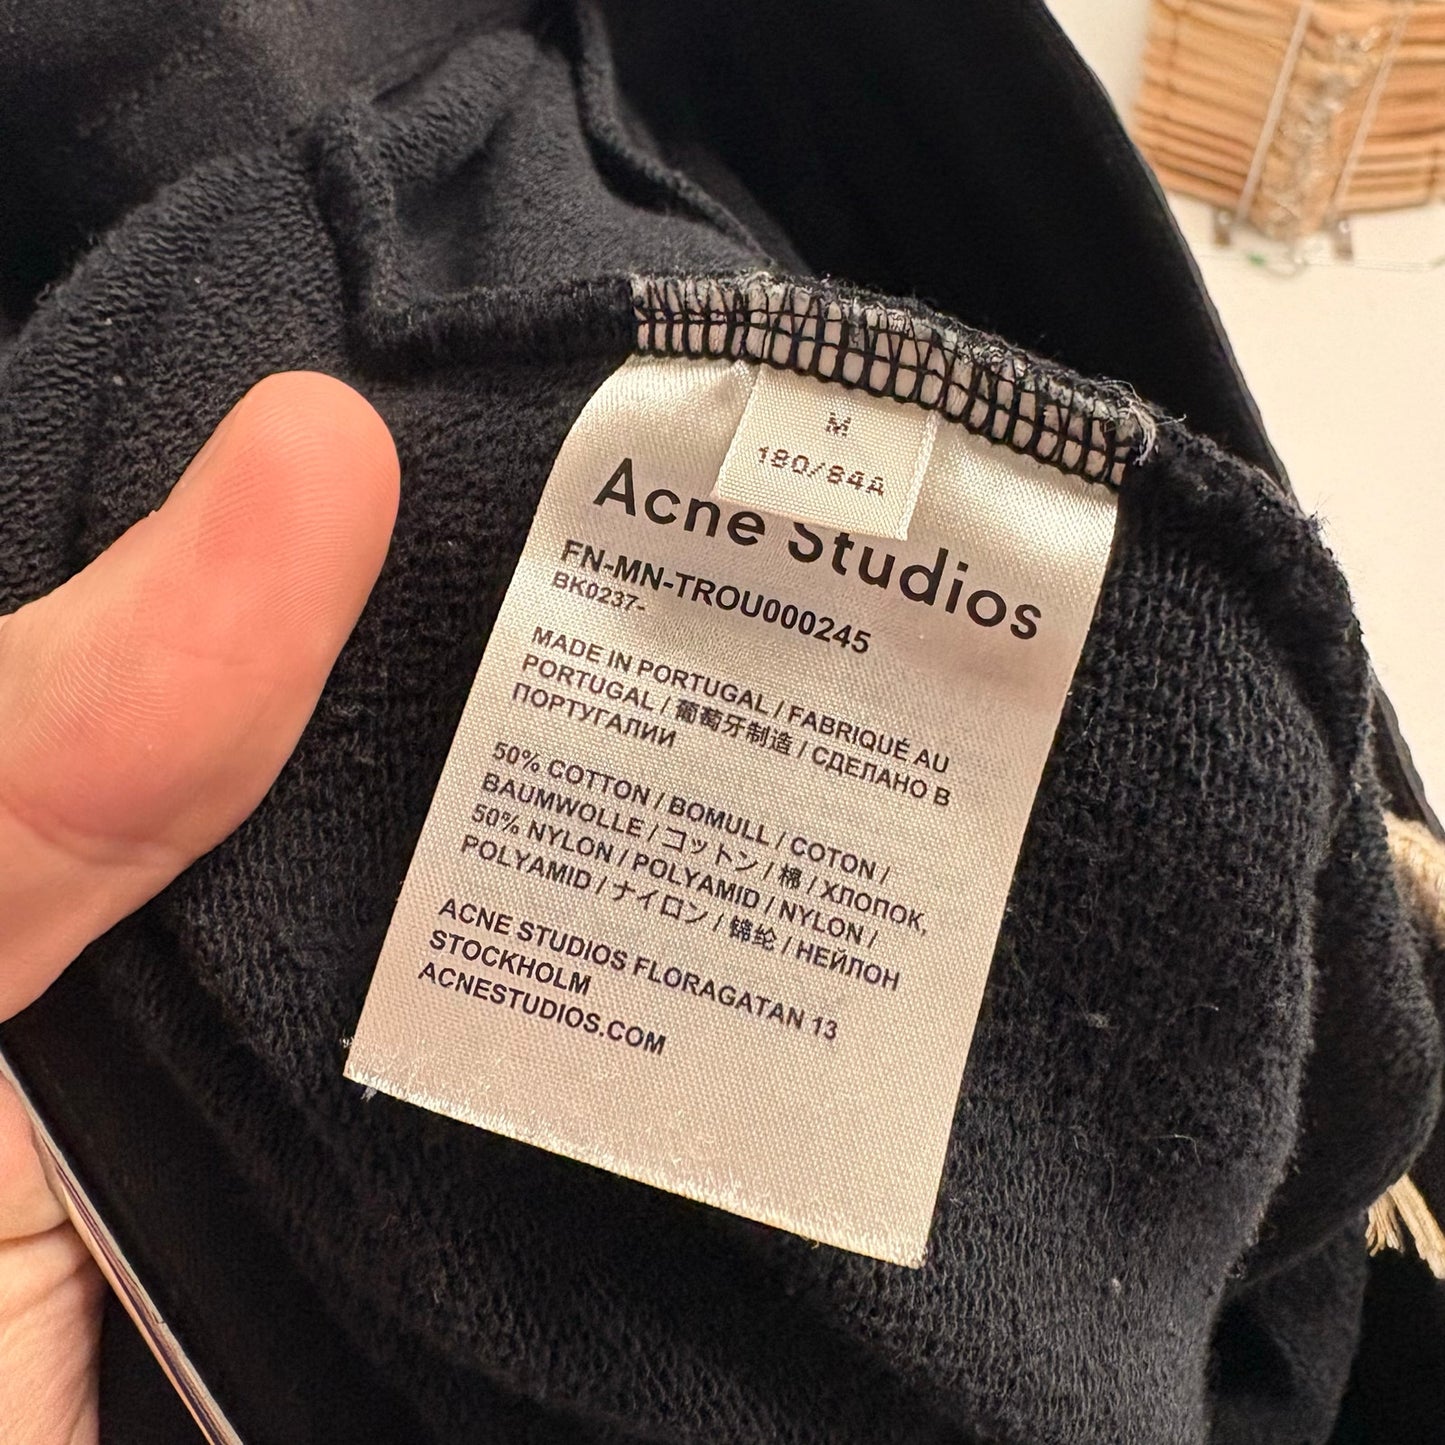 M
180/84A
Acne Studios
FN-MN-TROU000245
BK0237-
MADE IN PORTUGAL / FABRIQUÉ AU
PORTUGAL / 葡萄牙制造 / СДЕЛАНО В
ПОРТУГАЛИИ
50% COTTON / BOMULL / COTON /
BAUMWOLLE / コットン / 棉 / ХЛОПОК,
50% NYLON / POLYAMID / NYLON /
POLYAMID / ナイロン / 锦纶 / НЕЙЛОН
ACNE STUDIOS FLORAGATAN 13
STOCKHOLM
ACNESTUDIOS.COM